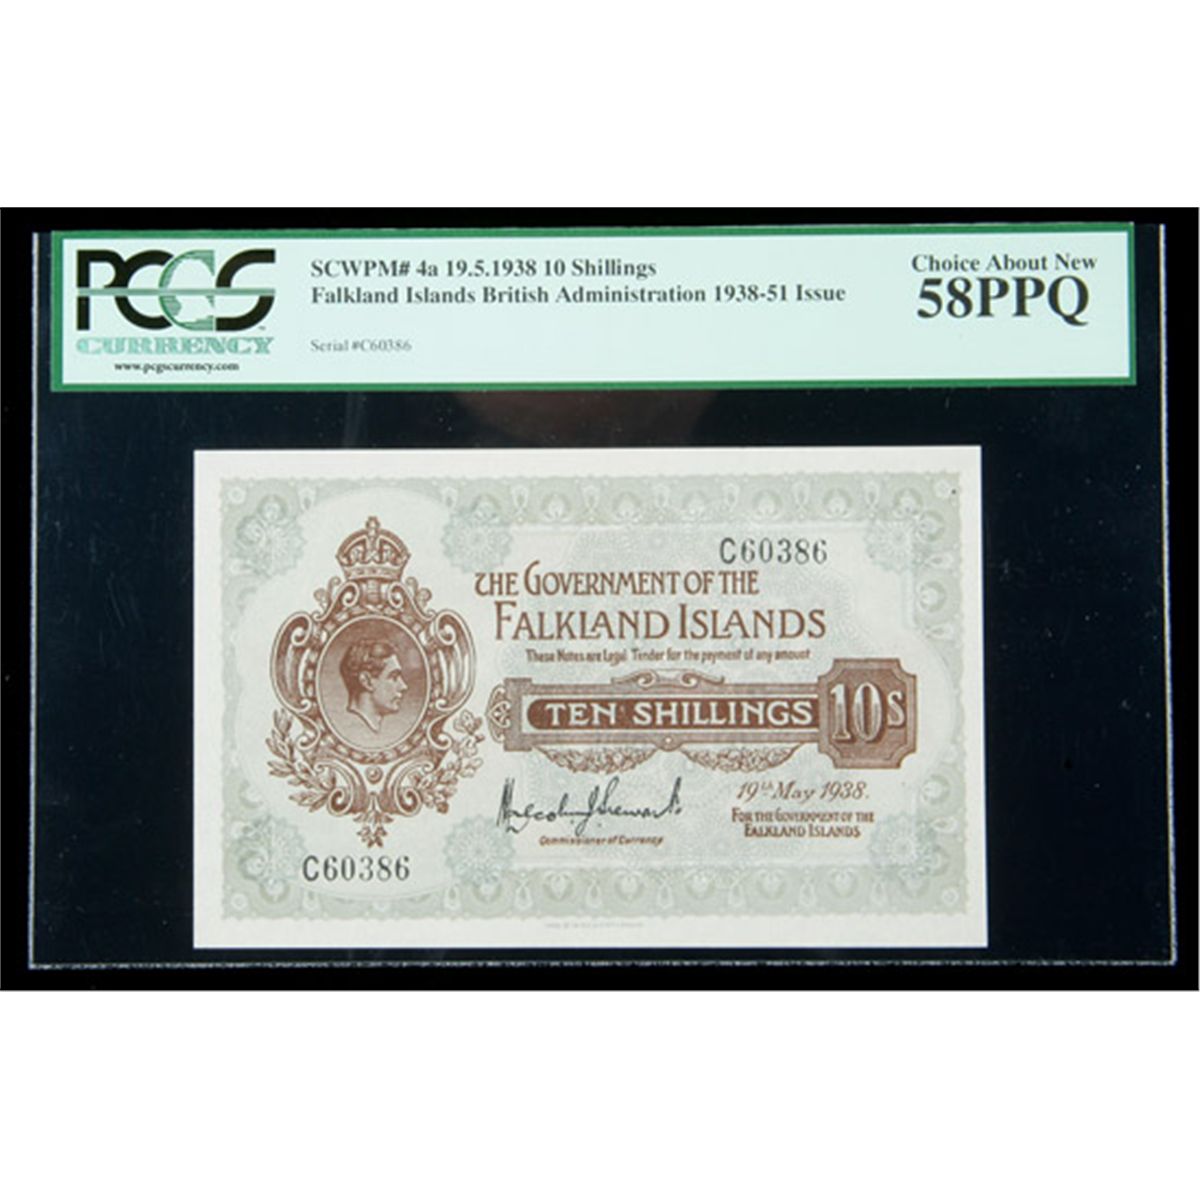 PCGS
CURRENCY
www.pcgscurrency.com
SCWPM# 4a 19.5.1938 10 Shillings
Falkland Islands British Administration 1938-51 Issue
Serial #C60386
Choice About New
58PPQ
C60386
THE GOVERNMENT OF THE
FALKLAND ISLANDS
These Notes are Legal Tender for the payment of any amount
TEN SHILLINGS
10s
19th May 1938.
Commissioner of Currency
FOR THE GOVERNMENT OF THE
FALKLAND ISLANDS
C60386